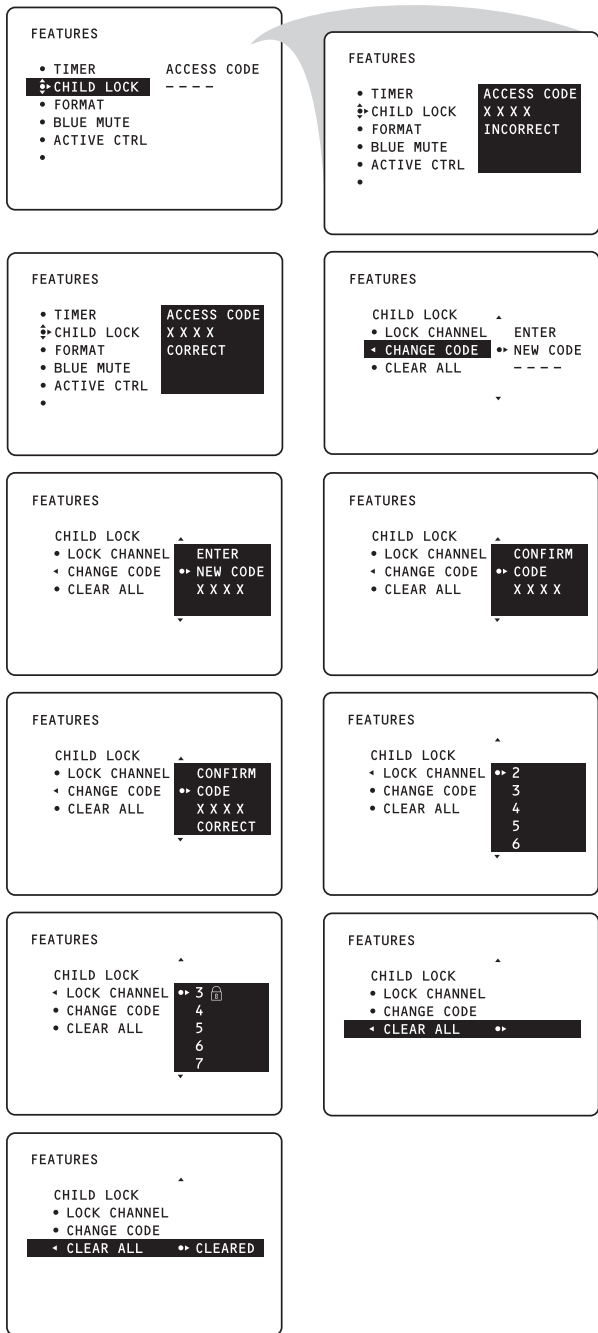 FEATURES
• TIMER ACCESS CODE
CHILD LOCK – – – –
• FORMAT
• BLUE MUTE
• ACTIVE CTRL
•
FEATURES
• TIMER ACCESS CODE
CHILD LOCK X X X X
• FORMAT INCORRECT
• BLUE MUTE
• ACTIVE CTRL
•
FEATURES
• TIMER ACCESS CODE
CHILD LOCK X X X X
• FORMAT CORRECT
• BLUE MUTE
• ACTIVE CTRL
•
FEATURES
CHILD LOCK
• LOCK CHANNEL ENTER
CHANGE CODE NEW CODE
• CLEAR ALL – – – –
FEATURES
CHILD LOCK
• LOCK CHANNEL ENTER
CHANGE CODE NEW CODE
• CLEAR ALL X X X X
FEATURES
CHILD LOCK
• LOCK CHANNEL CONFIRM
CHANGE CODE CODE
• CLEAR ALL X X X X
FEATURES
CHILD LOCK
• LOCK CHANNEL CONFIRM
CHANGE CODE CODE
• CLEAR ALL X X X X
CORRECT
FEATURES
CHILD LOCK
LOCK CHANNEL 2
• CHANGE CODE 3
• CLEAR ALL 4
5
6
FEATURES
CHILD LOCK
LOCK CHANNEL 3
• CHANGE CODE 4
• CLEAR ALL 5
6
7
FEATURES
CHILD LOCK
• LOCK CHANNEL
• CHANGE CODE
CLEAR ALL
FEATURES
CHILD LOCK
• LOCK CHANNEL
• CHANGE CODE
CLEAR ALL CLEARED